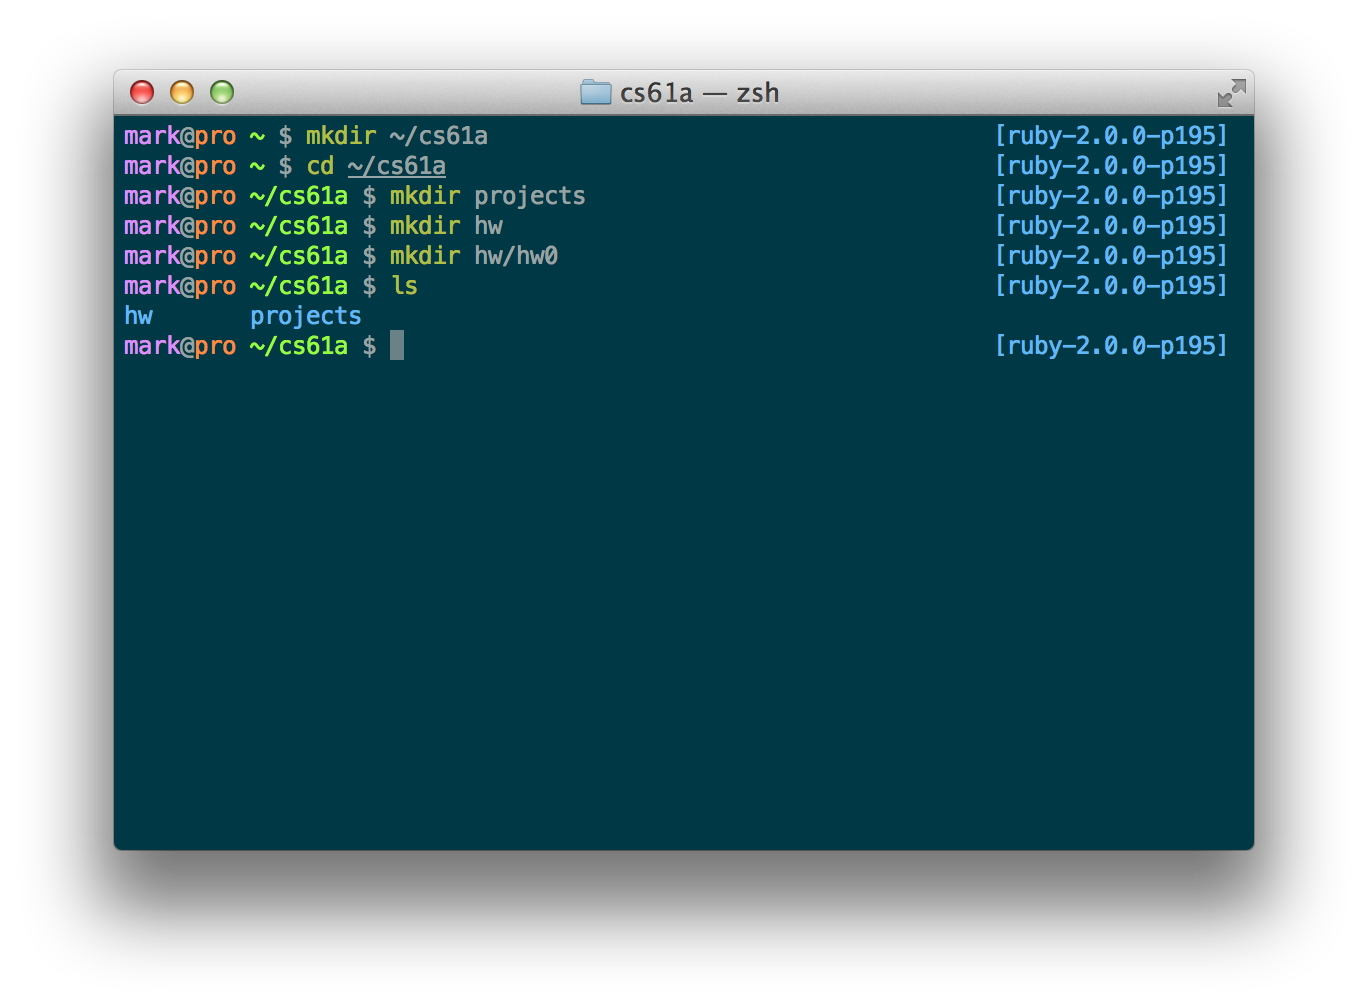 cs61a — zsh
mark@pro ~ $ mkdir ~/cs61a [ruby-2.0.0-p195]
mark@pro ~ $ cd ~/cs61a [ruby-2.0.0-p195]
mark@pro ~/cs61a $ mkdir projects [ruby-2.0.0-p195]
mark@pro ~/cs61a $ mkdir hw [ruby-2.0.0-p195]
mark@pro ~/cs61a $ mkdir hw/hw0 [ruby-2.0.0-p195]
mark@pro ~/cs61a $ ls [ruby-2.0.0-p195]
hw projects
mark@pro ~/cs61a $ [ruby-2.0.0-p195]